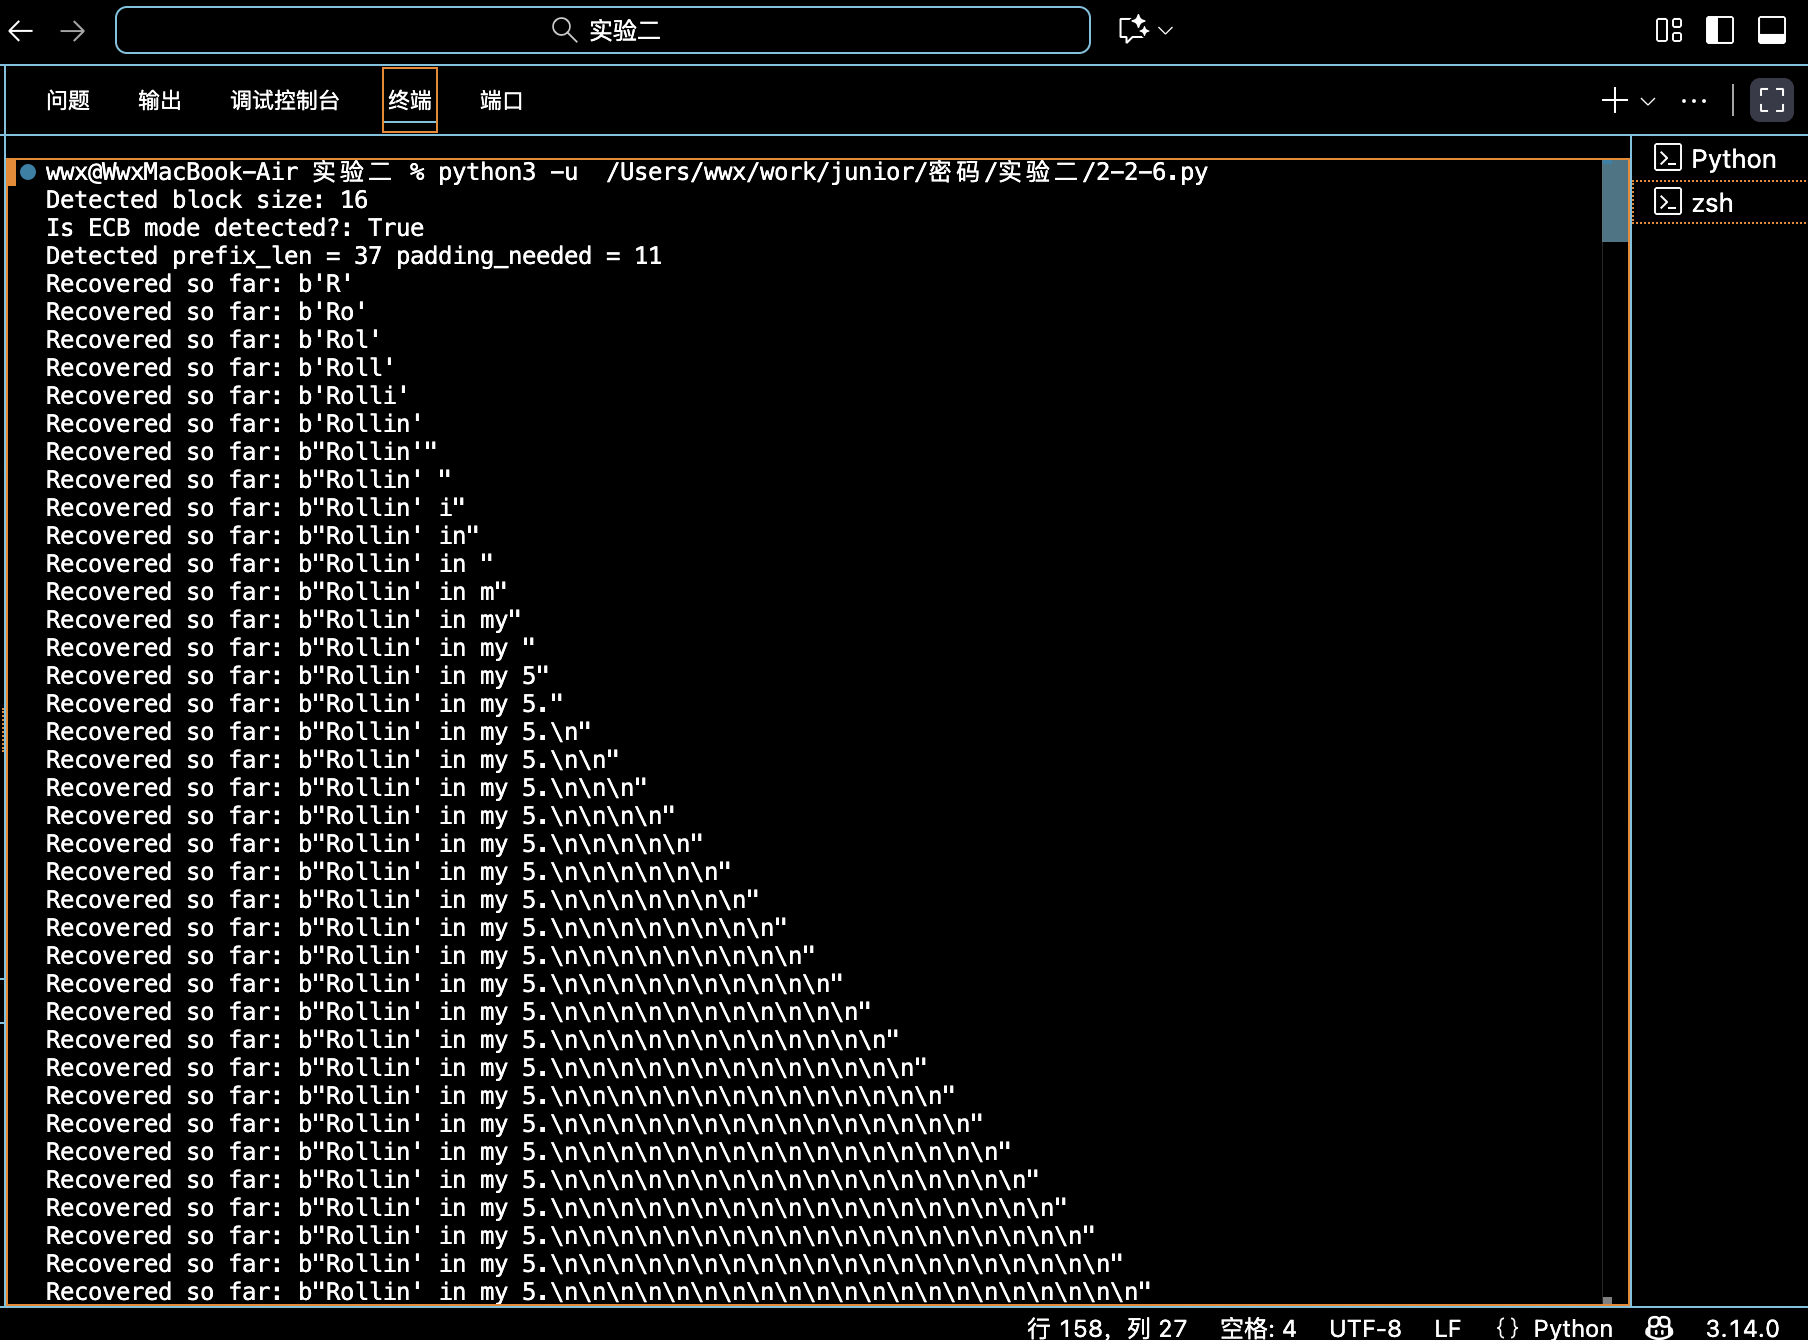 实验二
问题 输出 调试控制台 终端 端口
wwx@WwxMacBook-Air 实验二 % python3 -u  /Users/wwx/work/junior/密码/实验二/2-2-6.py
Detected block size: 16
Is ECB mode detected?: True
Detected prefix_len = 37 padding_needed = 11
Recovered so far: b'R'
Recovered so far: b'Ro'
Recovered so far: b'Rol'
Recovered so far: b'Roll'
Recovered so far: b'Rolli'
Recovered so far: b'Rollin'
Recovered so far: b"Rollin'"
Recovered so far: b"Rollin' "
Recovered so far: b"Rollin' i"
Recovered so far: b"Rollin' in"
Recovered so far: b"Rollin' in "
Recovered so far: b"Rollin' in m"
Recovered so far: b"Rollin' in my"
Recovered so far: b"Rollin' in my "
Recovered so far: b"Rollin' in my 5"
Recovered so far: b"Rollin' in my 5."
Recovered so far: b"Rollin' in my 5.\n"
Recovered so far: b"Rollin' in my 5.\n\n"
Recovered so far: b"Rollin' in my 5.\n\n\n"
Recovered so far: b"Rollin' in my 5.\n\n\n\n"
Recovered so far: b"Rollin' in my 5.\n\n\n\n\n"
Recovered so far: b"Rollin' in my 5.\n\n\n\n\n\n"
Recovered so far: b"Rollin' in my 5.\n\n\n\n\n\n\n"
Recovered so far: b"Rollin' in my 5.\n\n\n\n\n\n\n\n"
Recovered so far: b"Rollin' in my 5.\n\n\n\n\n\n\n\n\n"
Recovered so far: b"Rollin' in my 5.\n\n\n\n\n\n\n\n\n\n"
Recovered so far: b"Rollin' in my 5.\n\n\n\n\n\n\n\n\n\n\n"
Recovered so far: b"Rollin' in my 5.\n\n\n\n\n\n\n\n\n\n\n\n"
Recovered so far: b"Rollin' in my 5.\n\n\n\n\n\n\n\n\n\n\n\n\n"
Recovered so far: b"Rollin' in my 5.\n\n\n\n\n\n\n\n\n\n\n\n\n\n"
Recovered so far: b"Rollin' in my 5.\n\n\n\n\n\n\n\n\n\n\n\n\n\n\n"
Recovered so far: b"Rollin' in my 5.\n\n\n\n\n\n\n\n\n\n\n\n\n\n\n\n"
Recovered so far: b"Rollin' in my 5.\n\n\n\n\n\n\n\n\n\n\n\n\n\n\n\n\n"
Recovered so far: b"Rollin' in my 5.\n\n\n\n\n\n\n\n\n\n\n\n\n\n\n\n\n\n"
Recovered so far: b"Rollin' in my 5.\n\n\n\n\n\n\n\n\n\n\n\n\n\n\n\n\n\n\n"
Recovered so far: b"Rollin' in my 5.\n\n\n\n\n\n\n\n\n\n\n\n\n\n\n\n\n\n\n\n"
Recovered so far: b"Rollin' in my 5.\n\n\n\n\n\n\n\n\n\n\n\n\n\n\n\n\n\n\n\n\n"
Python
zsh
行 158，列 27 空格: 4 UTF-8 LF {} Python 3.14.0